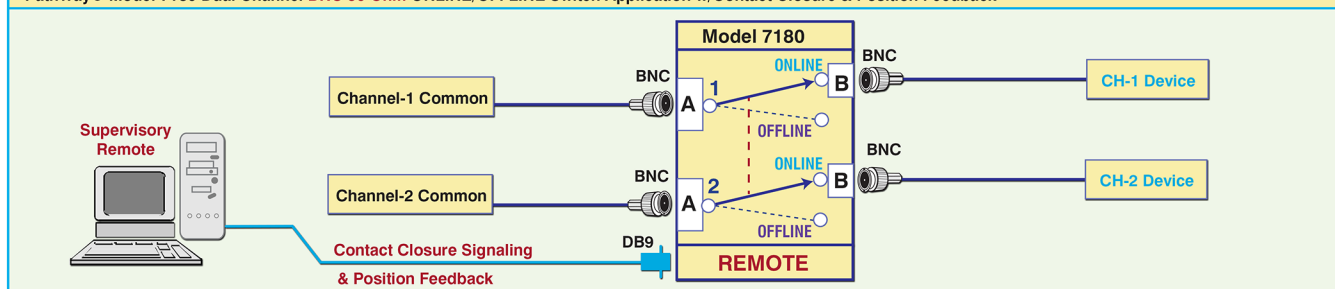 Model 7180
BNC
ONLINE
BNC
Channel-1 Common
A
1
B
CH-1 Device
OFFLINE
Supervisory
Remote
BNC
ONLINE
BNC
Channel-2 Common
A
2
B
CH-2 Device
OFFLINE
DB9
Contact Closure Signaling
& Position Feedback
REMOTE